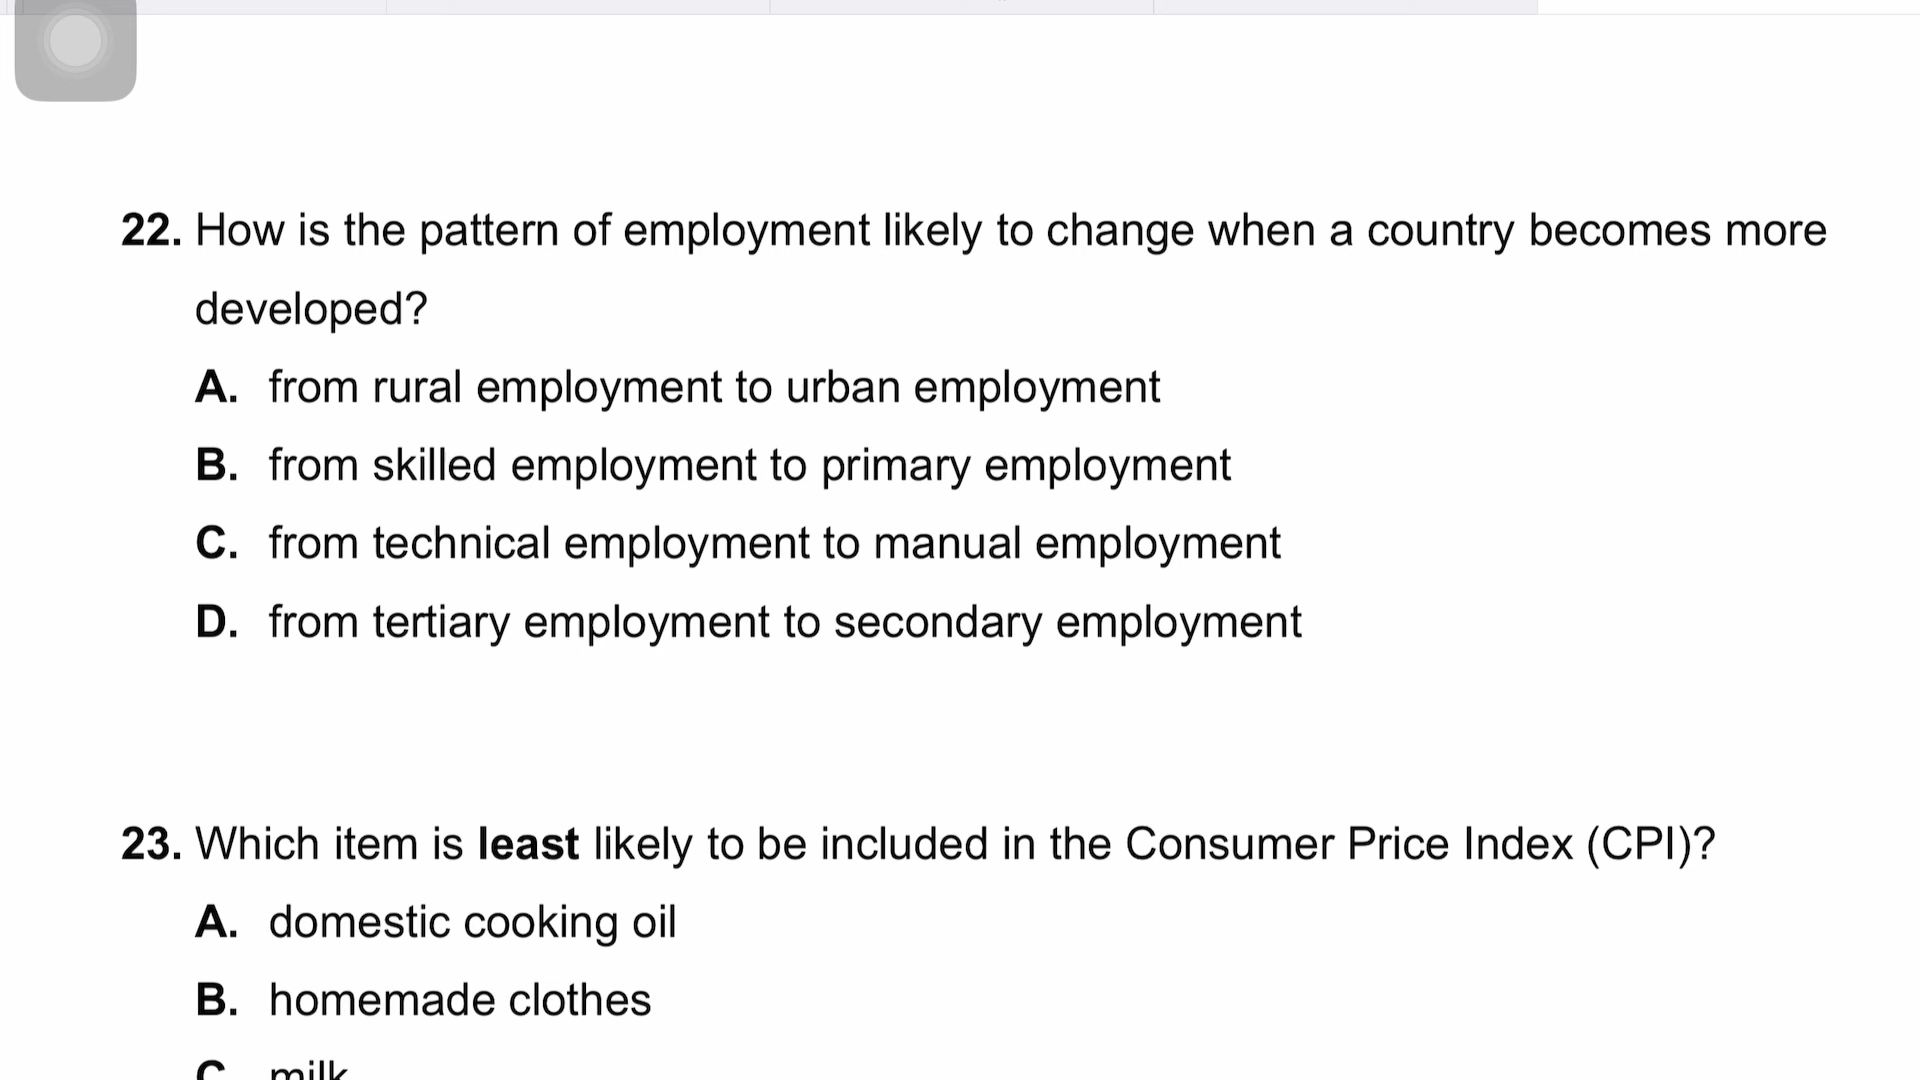 22. How is the pattern of employment likely to change when a country becomes more
developed?
A. from rural employment to urban employment
B. from skilled employment to primary employment
C. from technical employment to manual employment
D. from tertiary employment to secondary employment
23. Which item is least likely to be included in the Consumer Price Index (CPI)?
A. domestic cooking oil
B. homemade clothes
C. milk